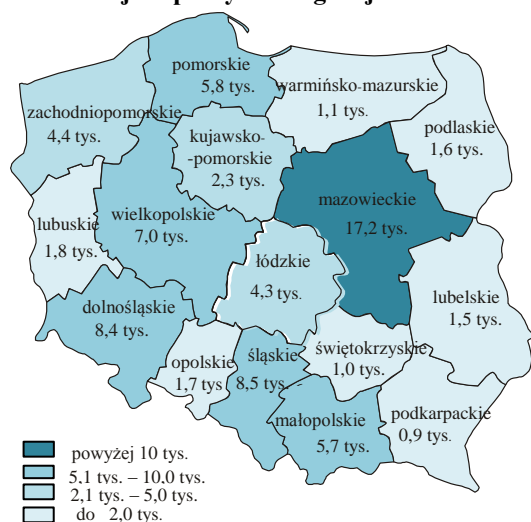 pomorskie
5,8 tys.
warmińsko-mazurskie
1,1 tys.
zachodniopomorskie
4,4 tys.
podlaskie
1,6 tys.
kujawsko-
-pomorskie
2,3 tys.
mazowieckie
17,2 tys.
lubuskie
1,8 tys.
wielkopolskie
7,0 tys.
łódzkie
4,3 tys.
lubelskie
1,5 tys.
dolnośląskie
8,4 tys.
opolskie
1,7 tys.
śląskie
8,5 tys.
świętokrzyskie
1,0 tys.
małopolskie
5,7 tys.
podkarpackie
0,9 tys.
powyżej 10 tys.
5,1 tys. – 10,0 tys.
2,1 tys. – 5,0 tys.
do 2,0 tys.